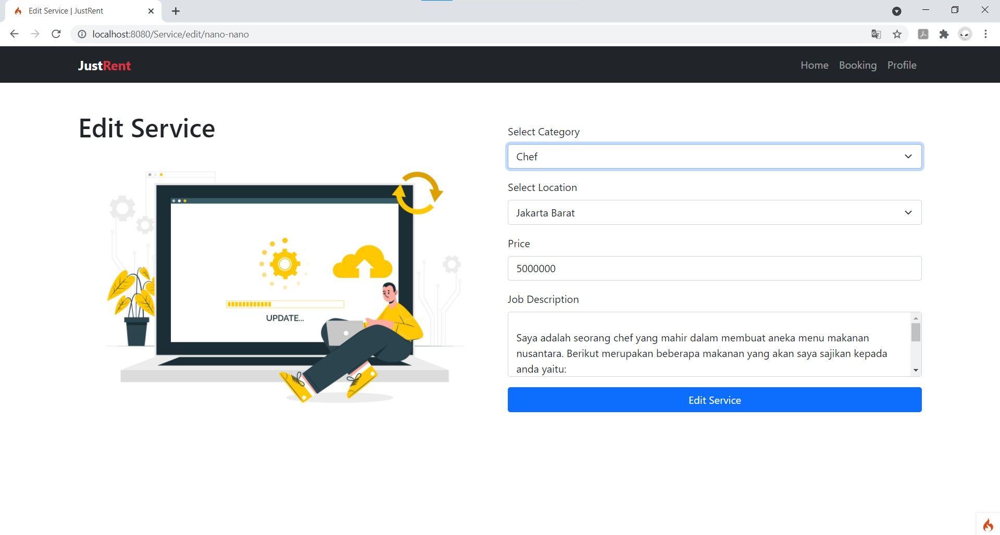 Edit Service | JustRent
localhost:8080/Service/edit/nano-nano
JustRent
Home Booking Profile
Edit Service
UPDATE...
Select Category
Chef
Select Location
Jakarta Barat
Price
5000000
Job Description
Saya adalah seorang chef yang mahir dalam membuat aneka menu makanan
nusantara. Berikut merupakan beberapa makanan yang akan saya sajikan kepada
anda yaitu:
Edit Service